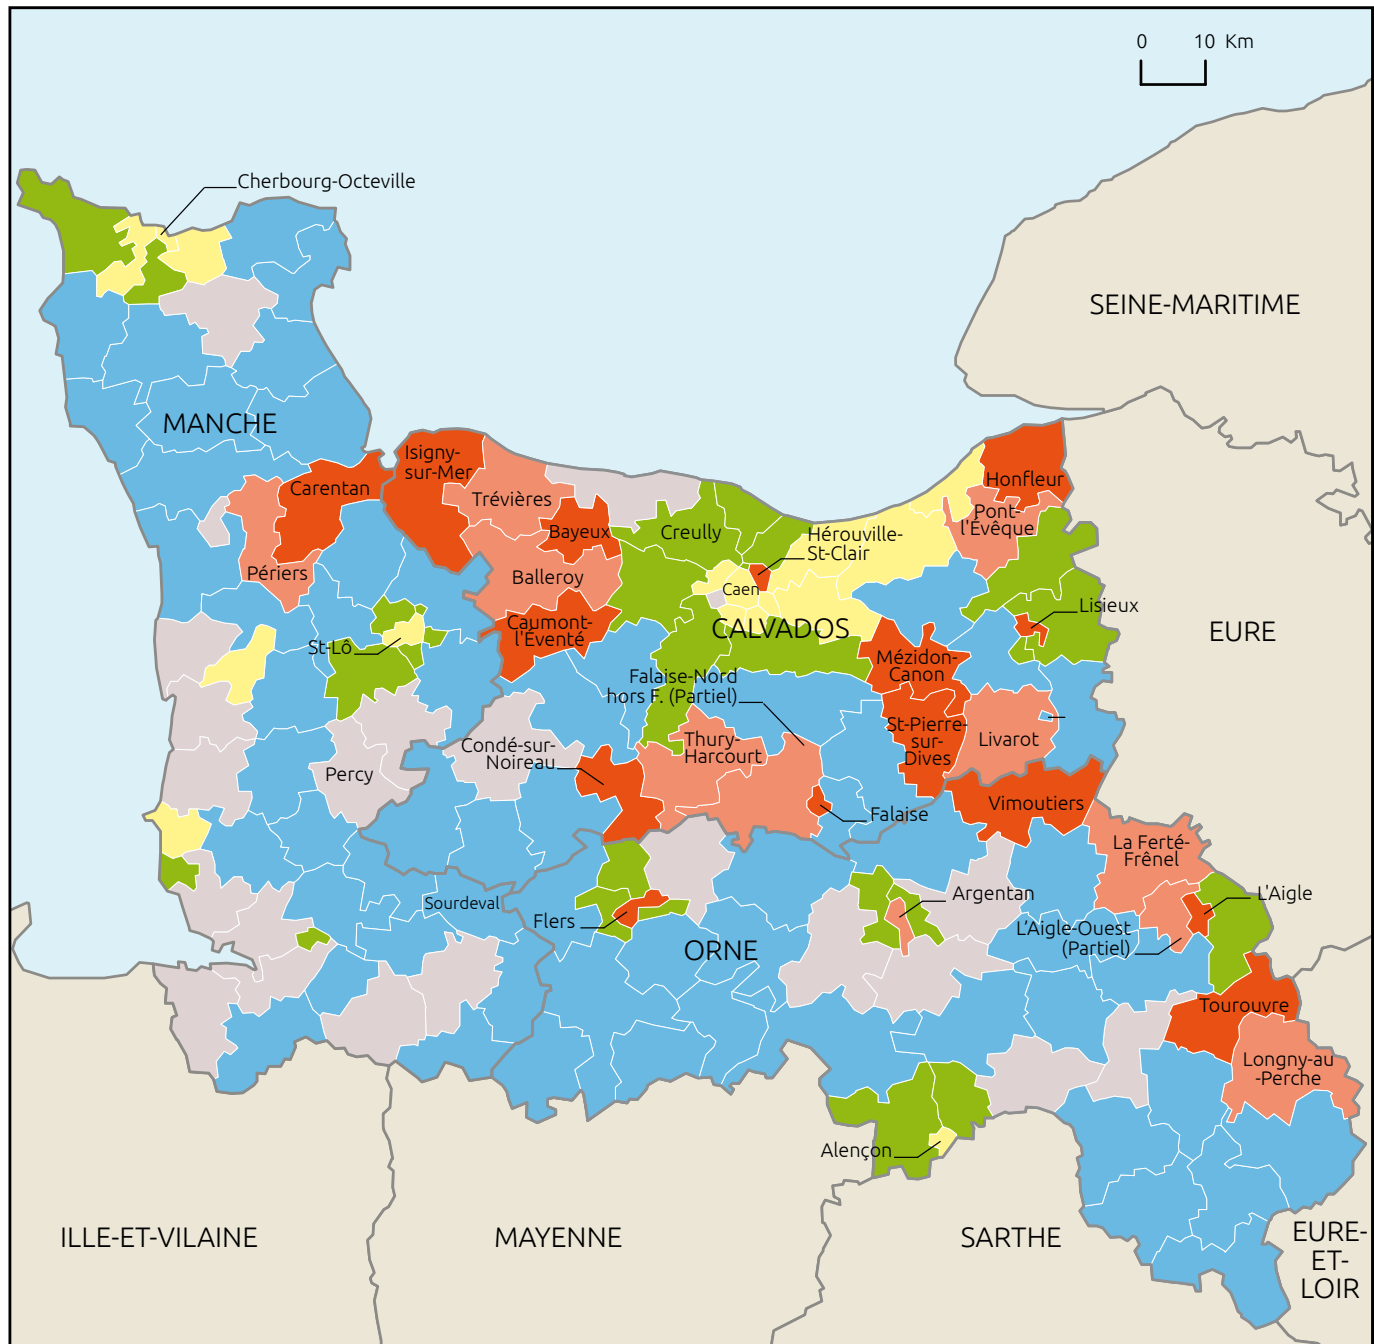 0 10 Km
Cherbourg-Octeville
SEINE-MARITIME
MANCHE
Isigny-
sur-Mer
Carentan
Trévières
Honfleur
Pont-
l'Évêque
Bayeux
Creully
Hérouville-
St-Clair
Périers
Balleroy
Caen
Lisieux
Caumont-
l'Éventé
CALVADOS
EURE
St-Lô
Mézidon-
Canon
Falaise-Nord
hors F. (Partiel)
St-Pierre-
sur-
Dives
Livarot
Thury-
Harcourt
Condé-sur-
Noireau
Percy
Vimoutiers
Falaise
La Ferté-
Frênel
Argentan
L'Aigle
Sourdeval
Flers
L'Aigle-Ouest
(Partiel)
ORNE
Tourouvre
Longny-au
-Perche
Alençon
ILLE-ET-VILAINE
MAYENNE
SARTHE
EURE-
ET-
LOIR